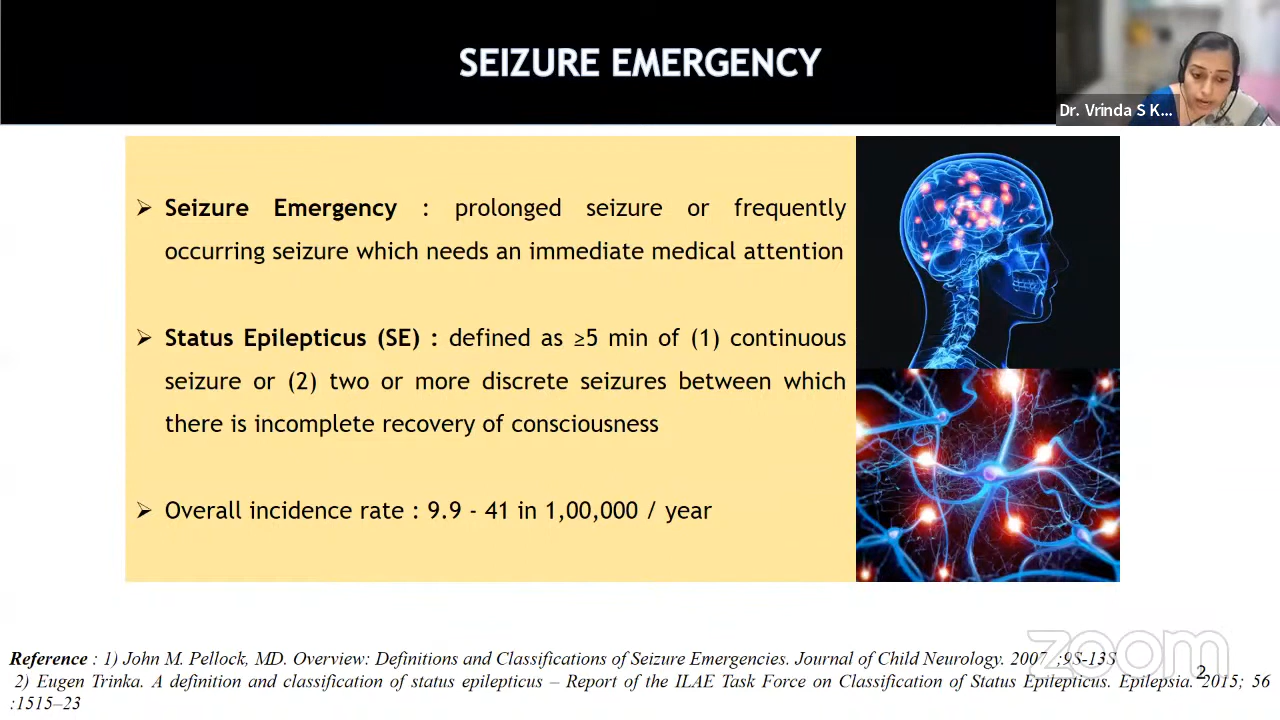 SEIZURE EMERGENCY
Dr. Vrinda S K...
➢ Seizure Emergency : prolonged seizure or frequently
occurring seizure which needs an immediate medical attention
➢ Status Epilepticus (SE) : defined as ≥5 min of (1) continuous
seizure or (2) two or more discrete seizures between which
there is incomplete recovery of consciousness
➢ Overall incidence rate : 9.9 - 41 in 1,00,000 / year
zoom
Reference : 1) John M. Pellock, MD. Overview: Definitions and Classifications of Seizure Emergencies. Journal of Child Neurology. 2007 ;9S-13S
2) Eugen Trinka. A definition and classification of status epilepticus – Report of the ILAE Task Force on Classification of Status Epilepticus. Epilepsia. 2015; 56
:1515–23
2